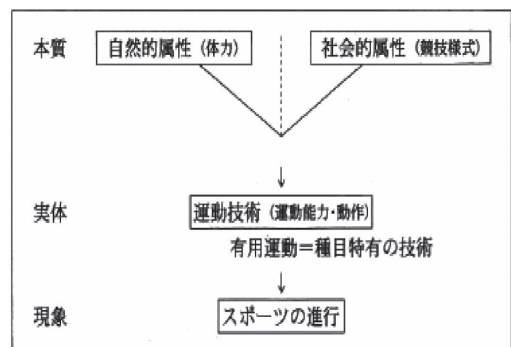 本質 自然的属性（体力） 社会的属性（競技様式）
実体 運動技術（運動能力・動作）
有用運動＝種目特有の技術
現象 スポーツの進行